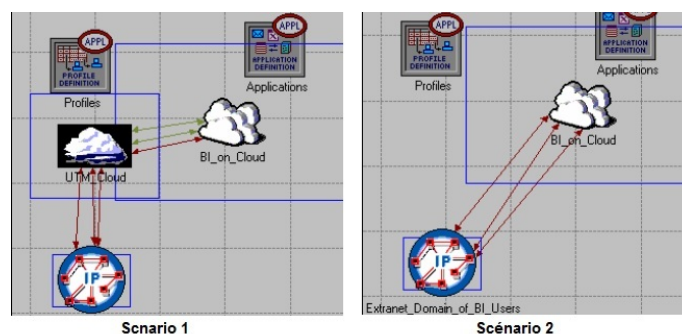 APPL
PROFILE
DEFINITION
Profiles
APPLICATION
DEFINITION
Applications
UTM_Cloud
BI_on_Cloud
IP
Scnario 1
APPL
PROFILE
DEFINITION
Profiles
APPLICATION
DEFINITION
Applications
BI_on_Cloud
IP
Extranet_Domain_of_BI_Users
Scénario 2